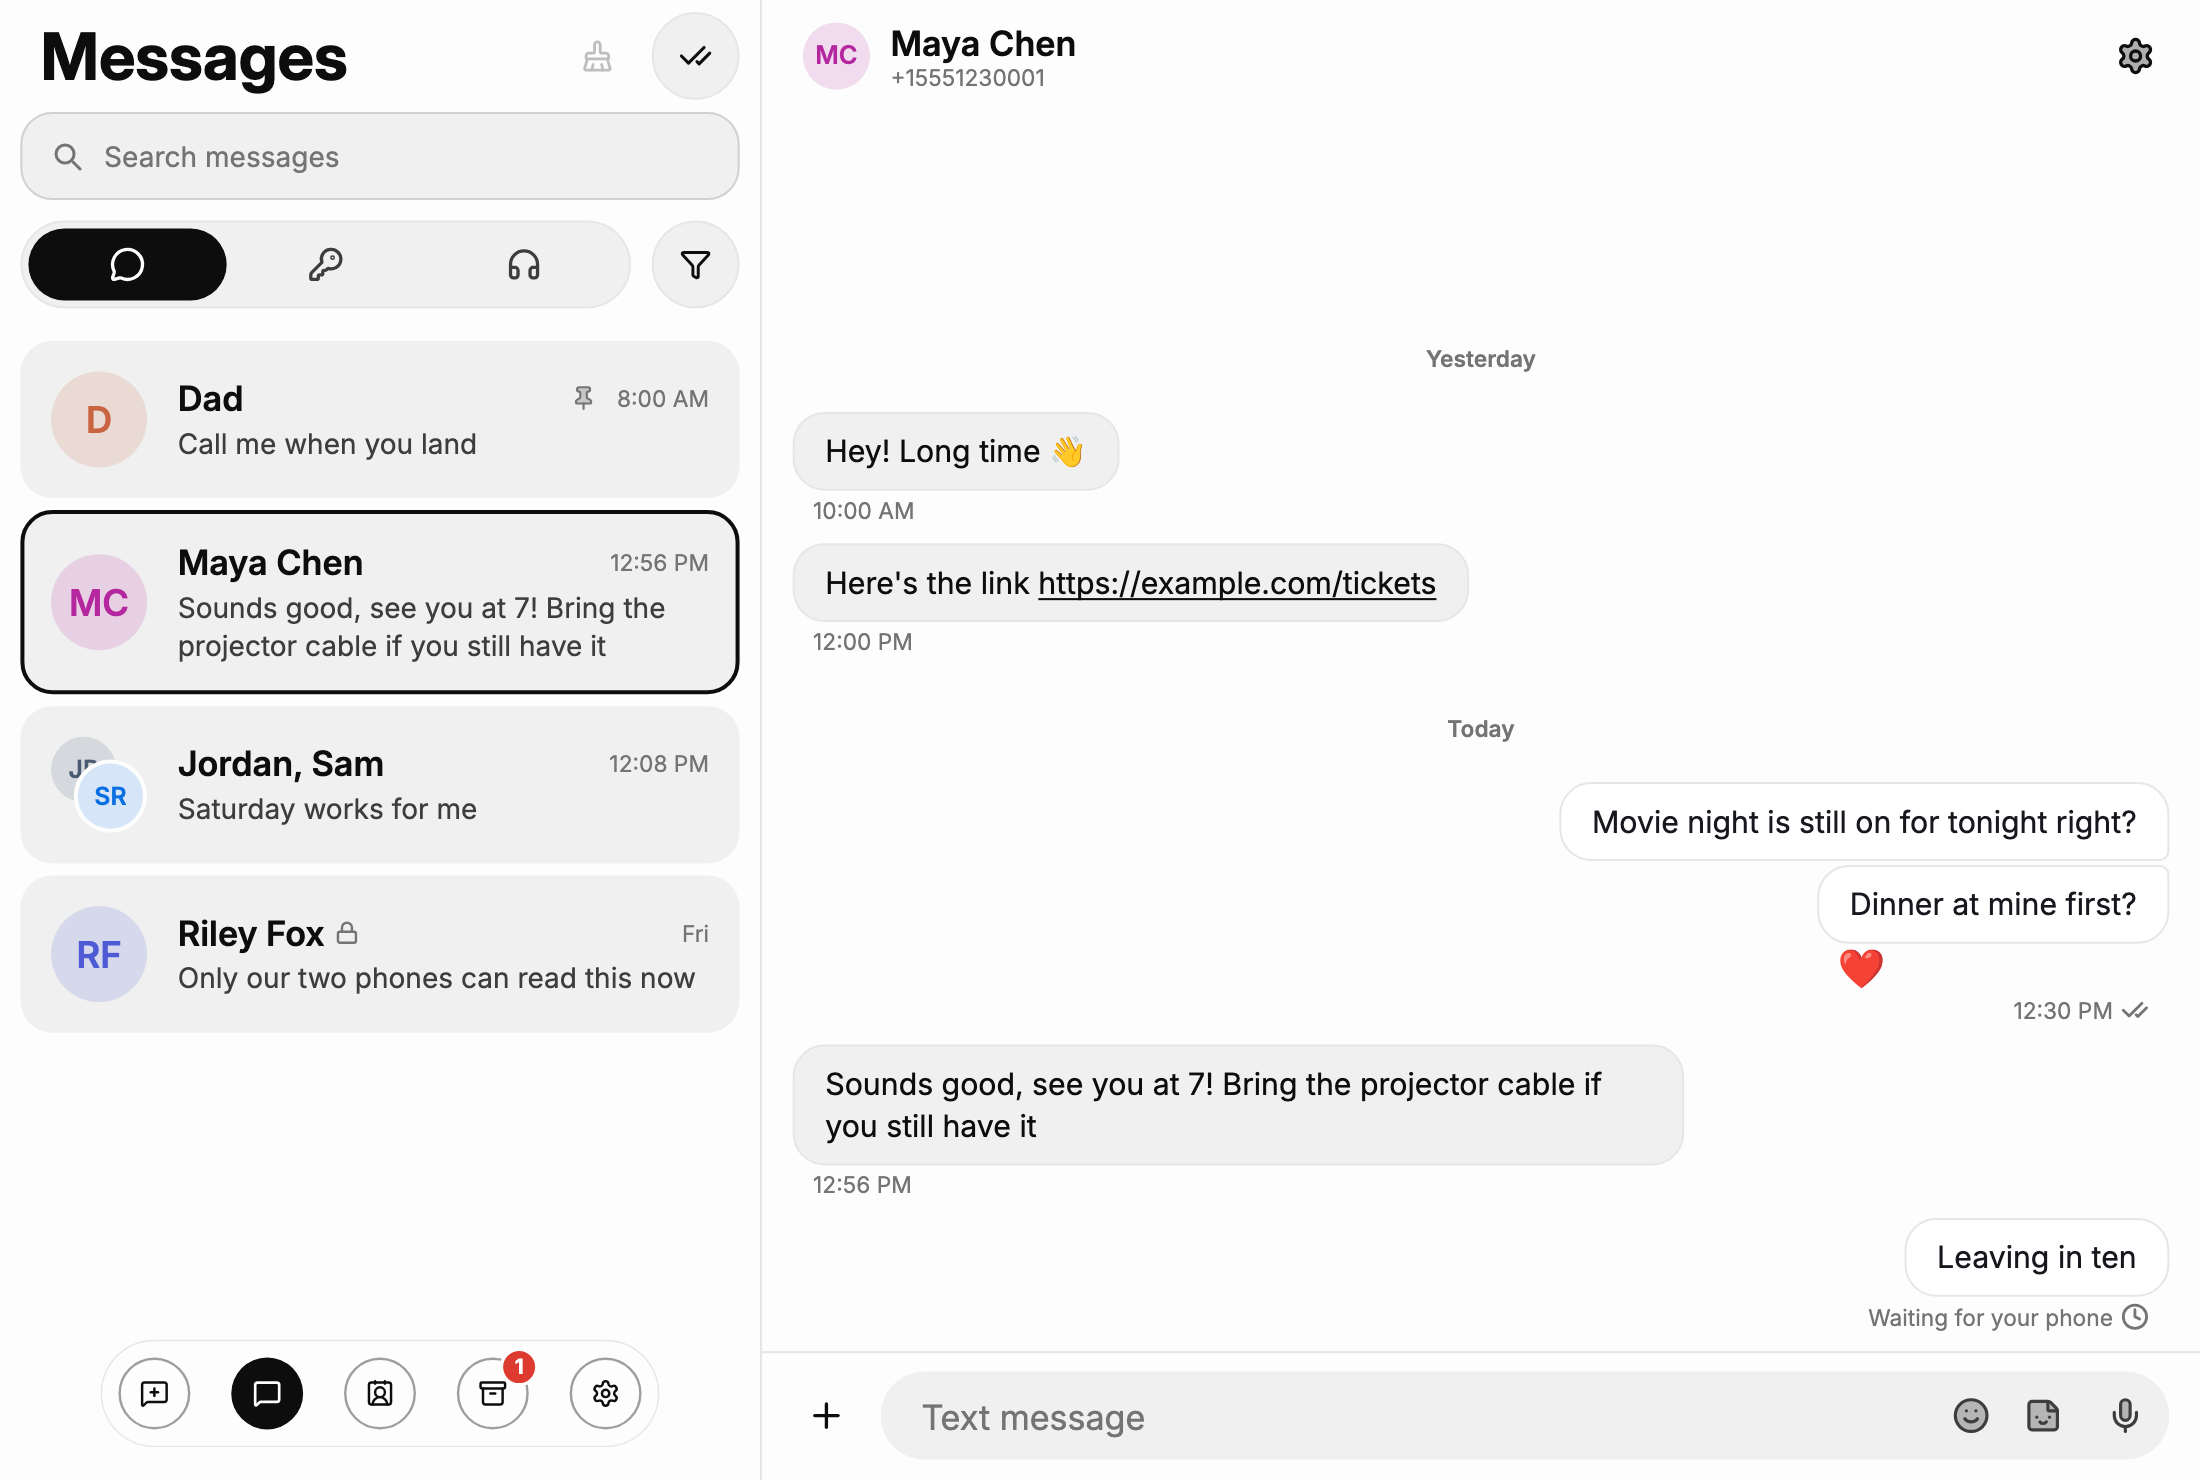 Messages
Search messages
D
Dad
8:00 AM
Call me when you land
MC
Maya Chen
12:56 PM
Sounds good, see you at 7! Bring the
projector cable if you still have it
SR
Jordan, Sam
12:08 PM
Saturday works for me
RF
Riley Fox
Fri
Only our two phones can read this now
1
MC
Maya Chen
+15551230001
Yesterday
Hey! Long time 👋
10:00 AM
Here's the link https://example.com/tickets
12:00 PM
Today
Movie night is still on for tonight right?
Dinner at mine first?
❤️
12:30 PM
Sounds good, see you at 7! Bring the projector cable if
you still have it
12:56 PM
Leaving in ten
Waiting for your phone
Text message